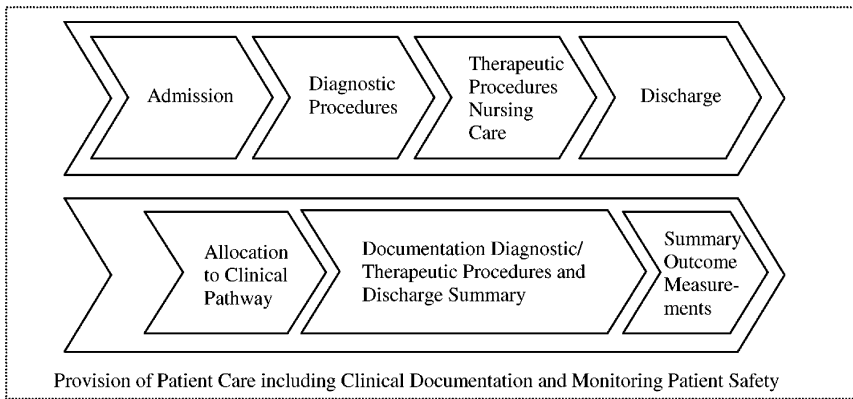 Admission
Diagnostic
Procedures
Therapeutic
Procedures
Nursing
Care
Discharge
Allocation
to Clinical
Pathway
Documentation Diagnostic/
Therapeutic Procedures and
Discharge Summary
Summary
Outcome
Measure-
ments
Provision of Patient Care including Clinical Documentation and Monitoring Patient Safety